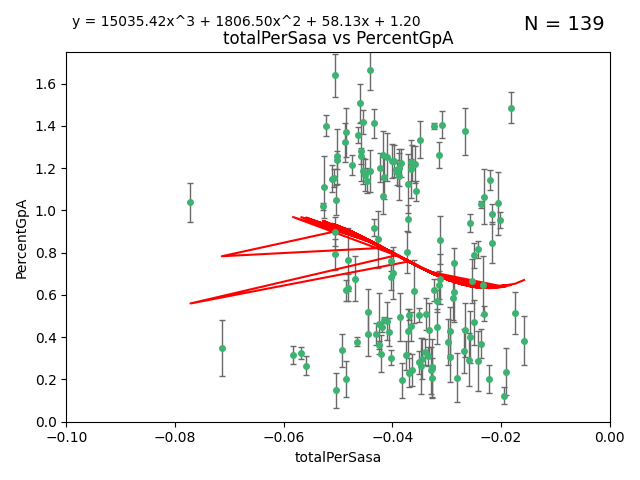 y = 15035.42x^3 + 1806.50x^2 + 58.13x + 1.20
N = 139
totalPerSasa vs PercentGpA
PercentGpA
1.6
1.4
1.2
1.0
0.8
0.6
0.4
0.2
0.0
−0.10 −0.08 −0.06 −0.04 −0.02 0.00
totalPerSasa